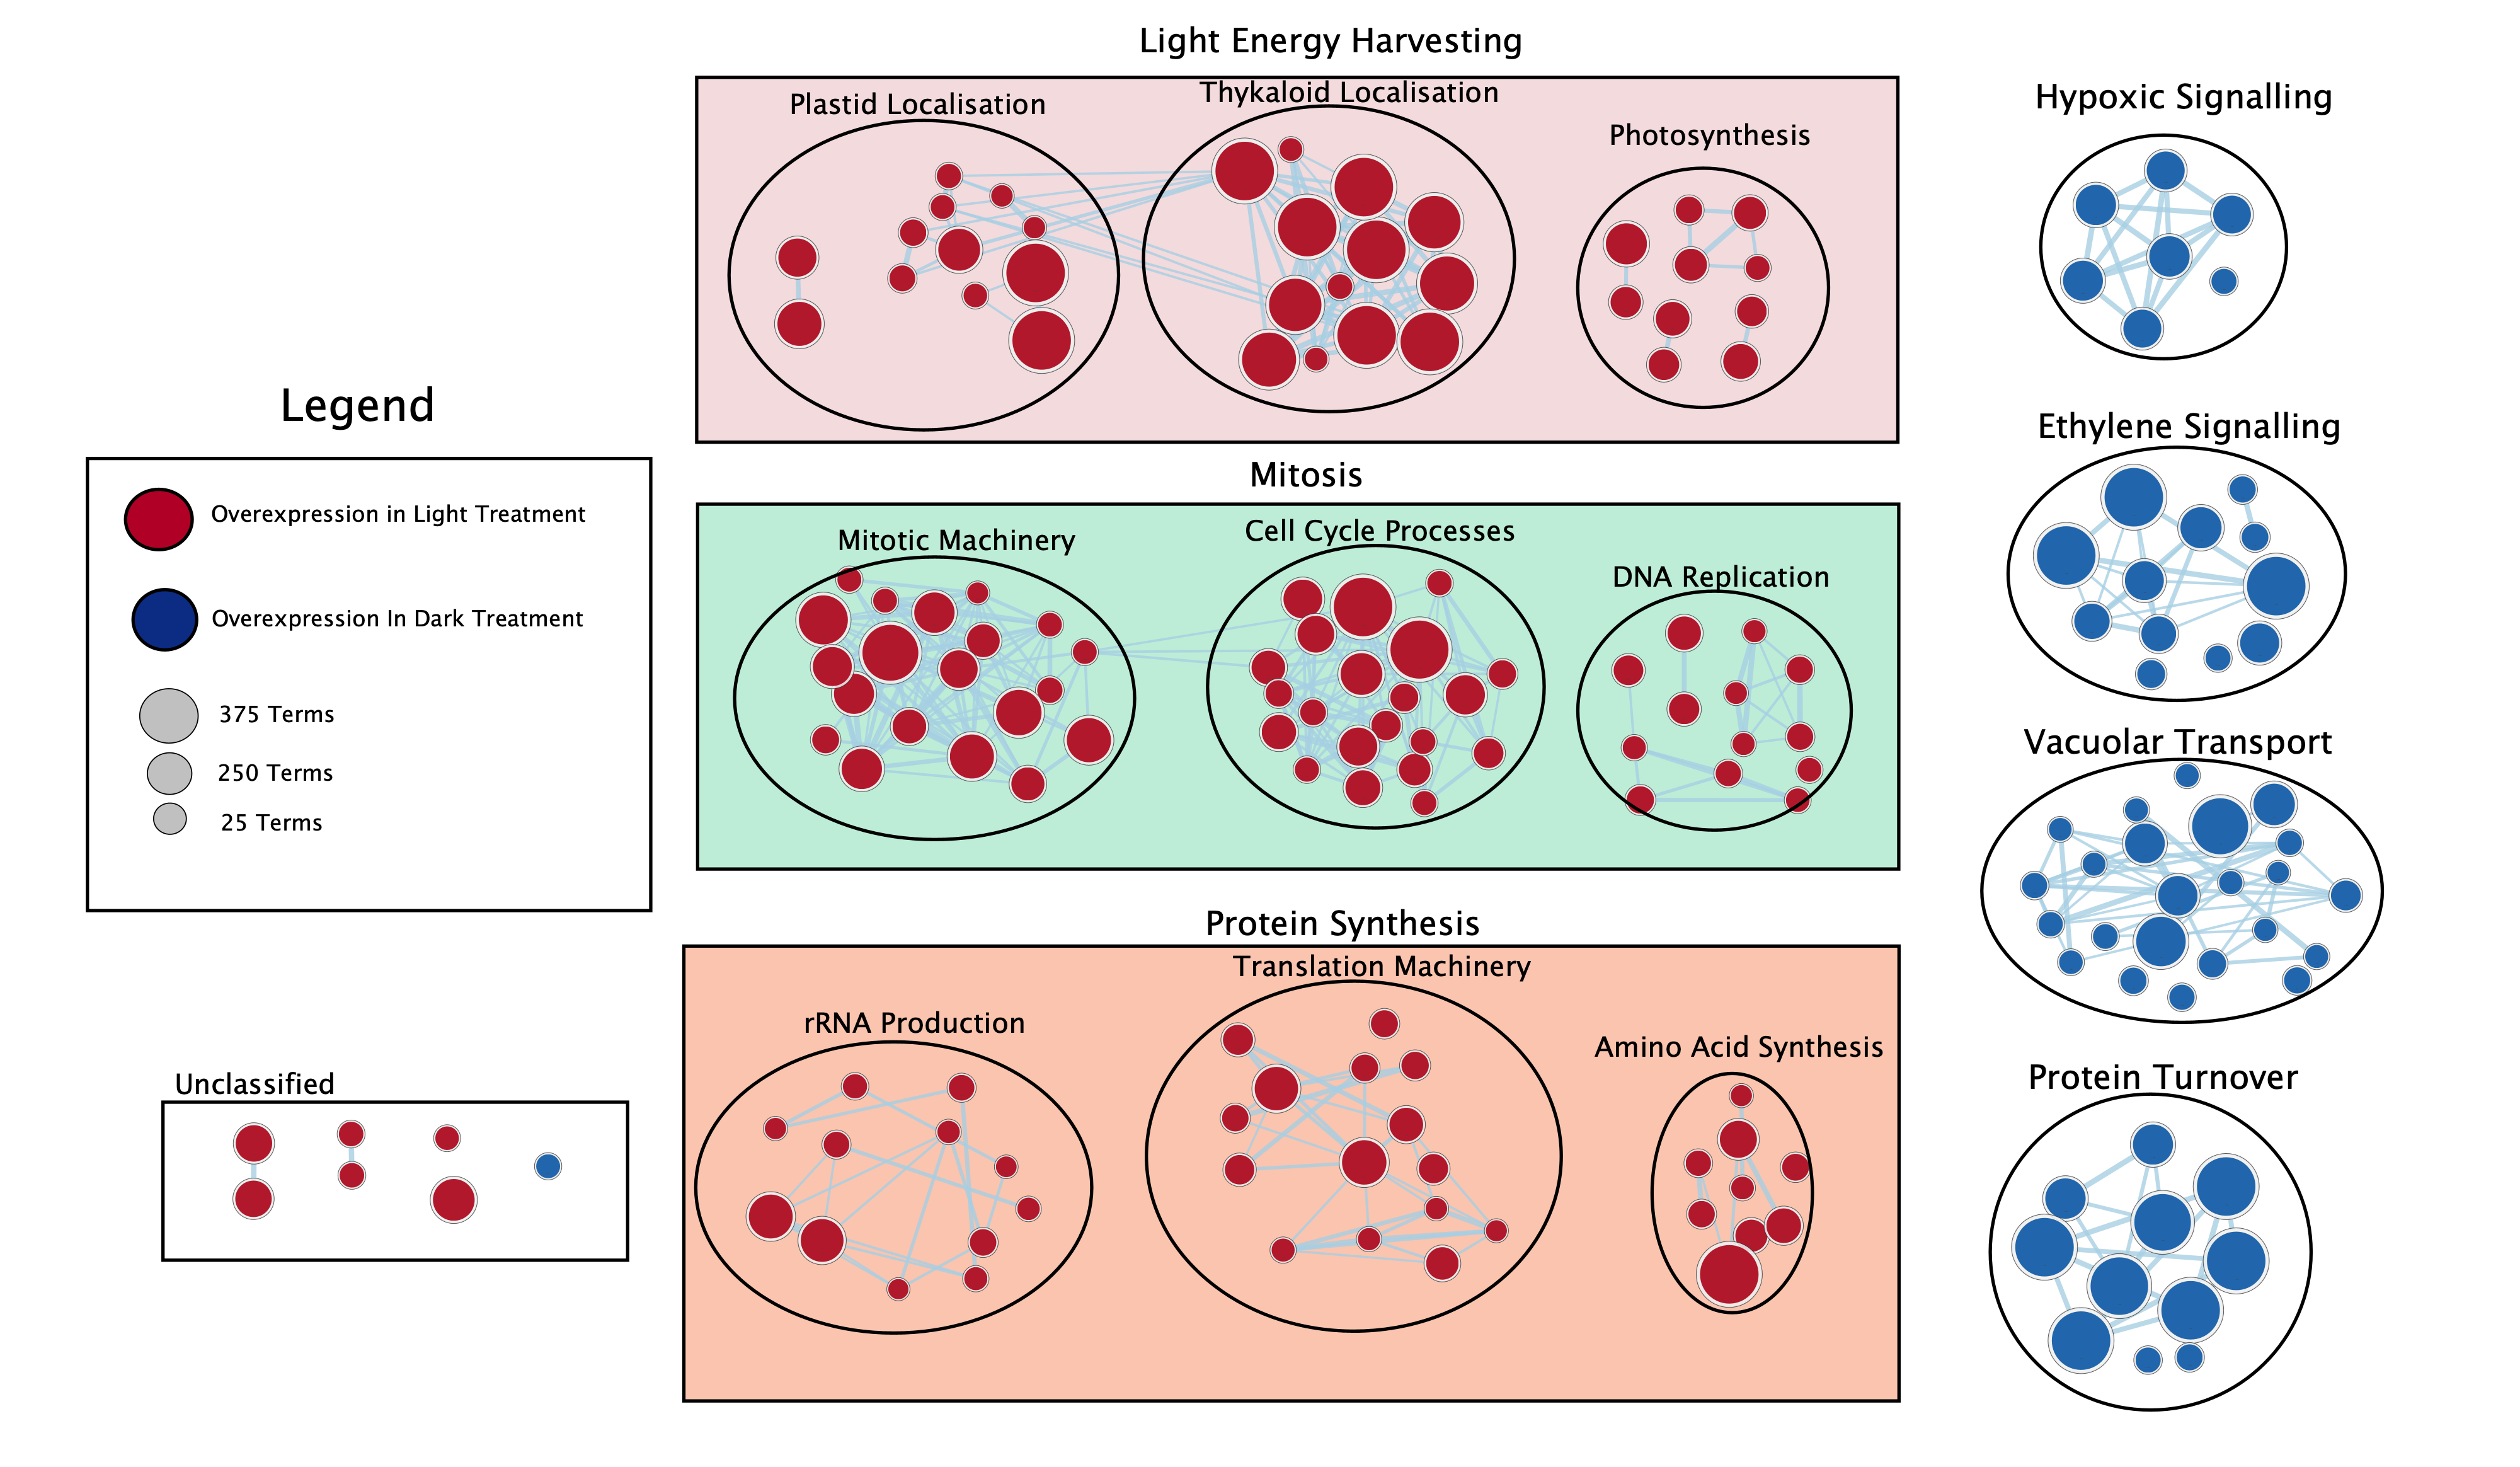 Light Energy Harvesting
Plastid Localisation
Thykaloid Localisation
Photosynthesis
Hypoxic Signalling
Legend
Overexpression in Light Treatment
Overexpression In Dark Treatment
375 Terms
250 Terms
25 Terms
Mitosis
Mitotic Machinery
Cell Cycle Processes
DNA Replication
Ethylene Signalling
Vacuolar Transport
Protein Synthesis
Translation Machinery
rRNA Production
Amino Acid Synthesis
Protein Turnover
Unclassified